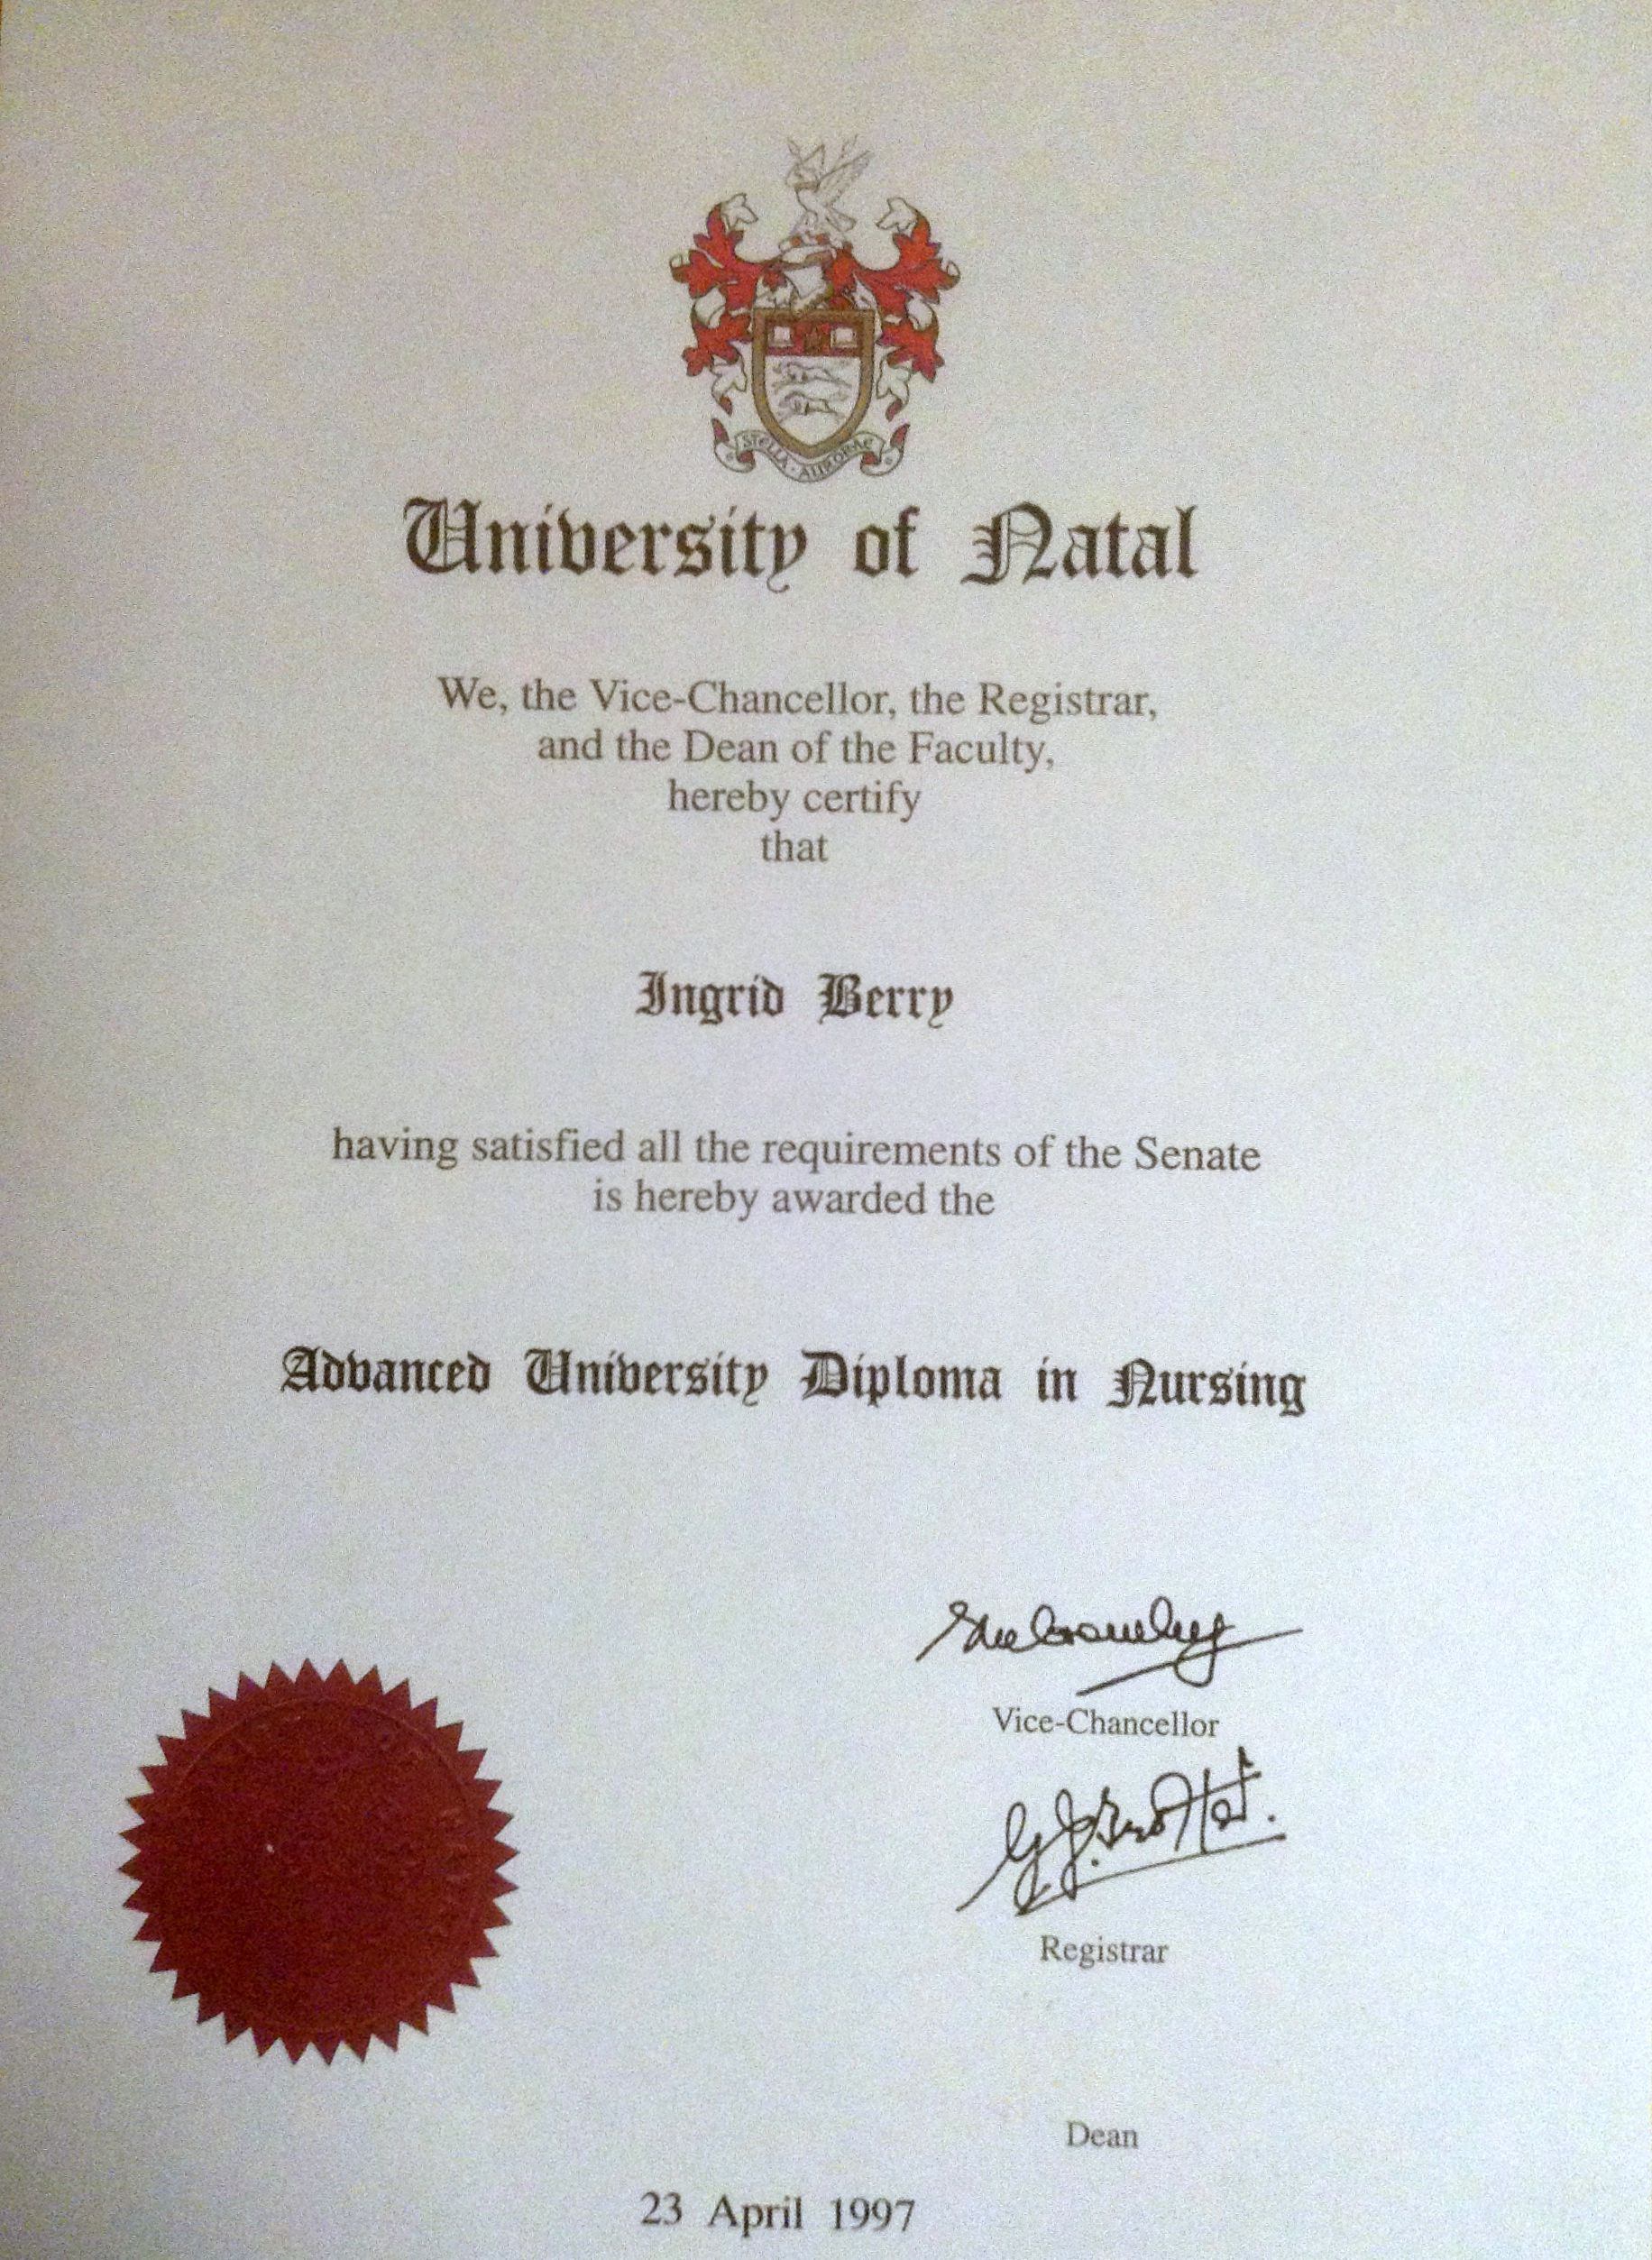 STELLA · AURORAE
University of Natal
We, the Vice-Chancellor, the Registrar,
and the Dean of the Faculty,
hereby certify
that
Ingrid Berry
having satisfied all the requirements of the Senate
is hereby awarded the
Advanced University Diploma in Nursing
Vice-Chancellor
Registrar
Dean
23 April 1997